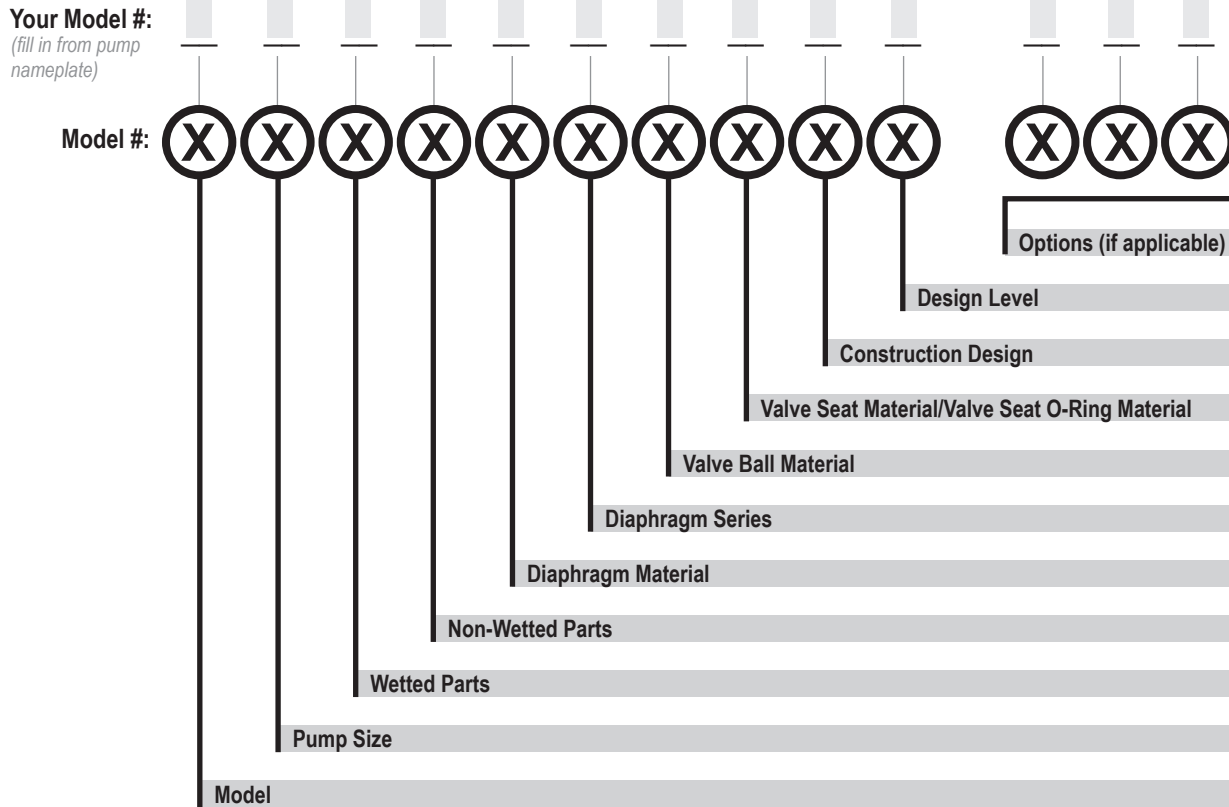 Your Model #:
(fill in from pump
nameplate)
Model #: X X X X X X X X X X X X X
Options (if applicable)
Design Level
Construction Design
Valve Seat Material/Valve Seat O-Ring Material
Valve Ball Material
Diaphragm Series
Diaphragm Material
Non-Wetted Parts
Wetted Parts
Pump Size
Model